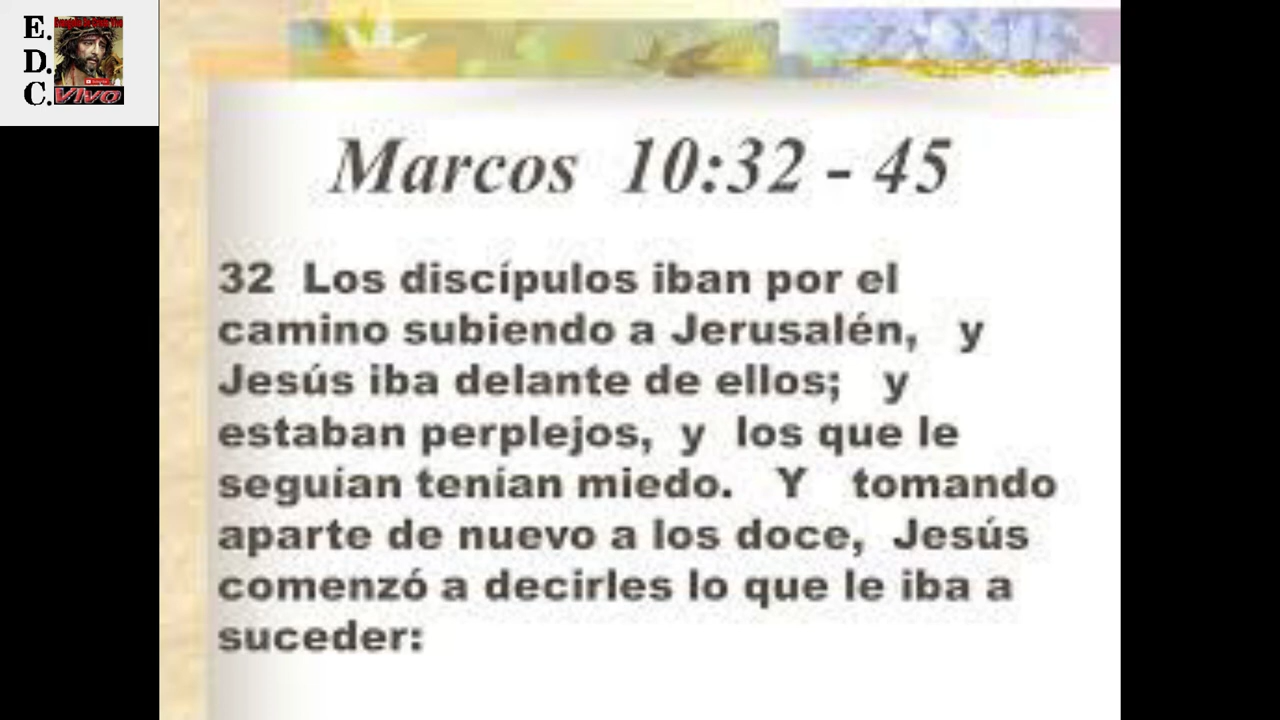 E.
D.
C.
Vivo
Marcos 10:32 - 45
32 Los discípulos iban por el
camino subiendo a Jerusalén, y
Jesús iba delante de ellos; y
estaban perplejos, y los que le
seguían tenían miedo. Y tomando
aparte de nuevo a los doce, Jesús
comenzó a decirles lo que le iba a
suceder: